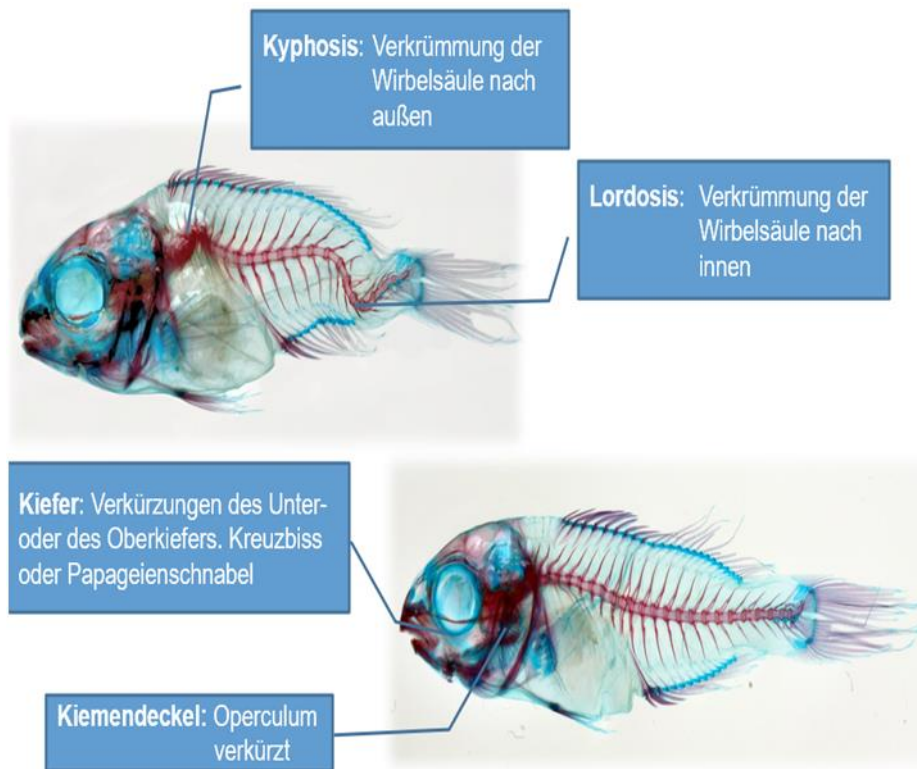 Kyphosis: Verkrümmung der
Wirbelsäule nach
außen
Lordosis: Verkrümmung der
Wirbelsäule nach
innen
Kiefer: Verkürzungen des Unter-
oder des Oberkiefers. Kreuzbiss
oder Papageienschnabel
Kiemendeckel: Operculum
verkürzt